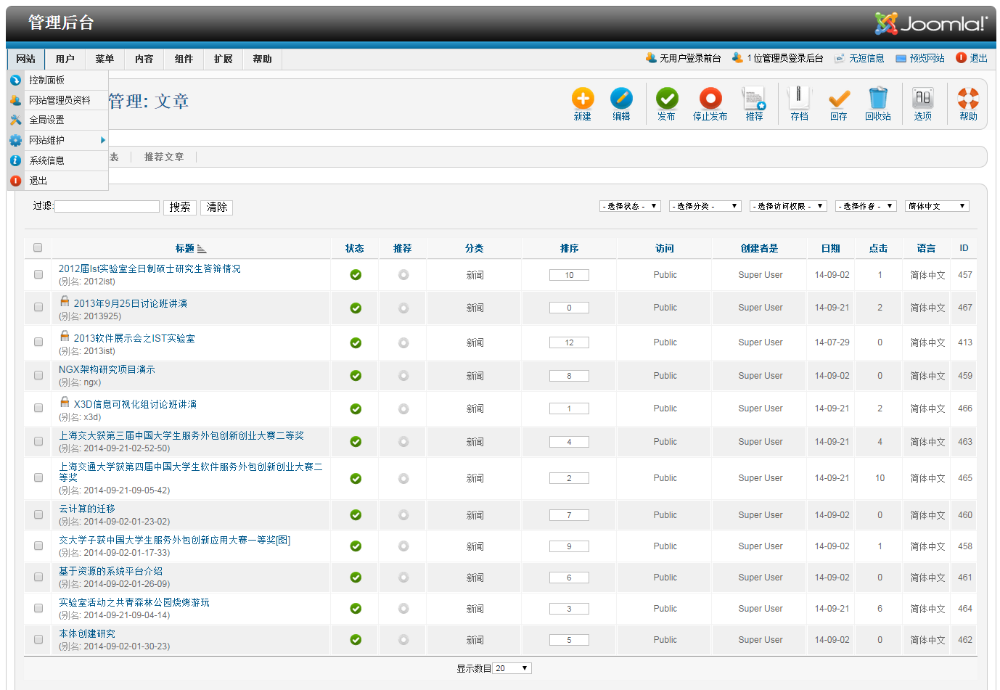 管理后台
Joomla!
网站 用户 菜单 内容 组件 扩展 帮助
无用户登录前台 1 位管理员登录后台 无短信息 预览网站 退出
控制面板
网站管理员资料
全局设置
网站维护
系统信息
退出
管理: 文章
新建 编辑 发布 停止发布 推荐 存档 回存 回收站 选项 帮助
表 推荐文章
过滤: 搜索 清除 - 选择状态 - - 选择分类 - - 选择访问权限 - - 选择作者 - 简体中文
标题 状态 推荐 分类 排序 访问 创建者是 日期 点击 语言 ID
2012届Ist实验室全日制硕士研究生答辩情况
(别名: 2012ist) 新闻 10 Public Super User 14-09-02 1 简体中文 457
2013年9月25日讨论班讲演
(别名: 2013925) 新闻 0 Public Super User 14-09-21 2 简体中文 467
2013软件展示会之IST实验室
(别名: 2013ist) 新闻 12 Public Super User 14-07-29 0 简体中文 413
NGX架构研究项目演示
(别名: ngx) 新闻 8 Public Super User 14-09-02 0 简体中文 459
X3D信息可视化组讨论班讲演
(别名: x3d) 新闻 1 Public Super User 14-09-21 2 简体中文 466
上海交大获第三届中国大学生服务外包创新创业大赛二等奖
(别名: 2014-09-21-02-52-50) 新闻 4 Public Super User 14-09-21 4 简体中文 463
上海交通大学获第四届中国大学生软件服务外包创新创业大赛二
等奖
(别名: 2014-09-21-09-05-42) 新闻 2 Public Super User 14-09-21 10 简体中文 465
云计算的迁移
(别名: 2014-09-02-01-23-02) 新闻 7 Public Super User 14-09-02 0 简体中文 460
交大学子获中国大学生服务外包创新应用大赛一等奖[图]
(别名: 2014-09-02-01-17-33) 新闻 9 Public Super User 14-09-02 1 简体中文 458
基于资源的系统平台介绍
(别名: 2014-09-02-01-26-09) 新闻 6 Public Super User 14-09-02 0 简体中文 461
实验室活动之共青森林公园烧烤游玩
(别名: 2014-09-21-09-04-14) 新闻 3 Public Super User 14-09-21 6 简体中文 464
本体创建研究
(别名: 2014-09-02-01-30-23) 新闻 5 Public Super User 14-09-02 0 简体中文 462
显示数目 20